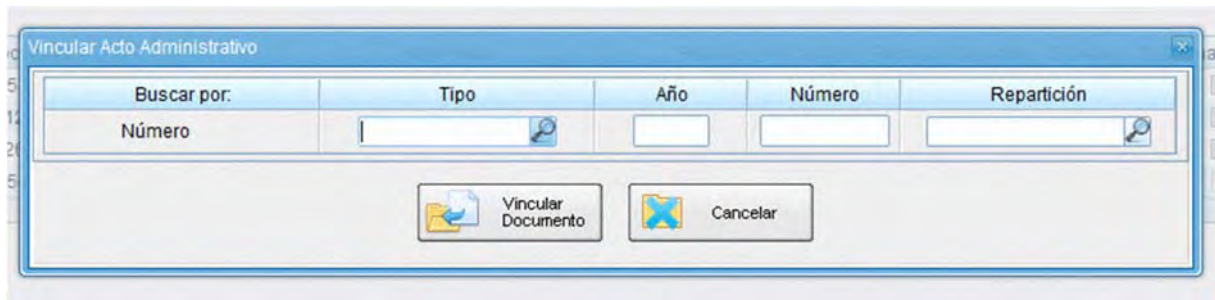 Vincular Acto Administrativo
Buscar por: Tipo Año Número Repartición
Número
Vincular
Documento
Cancelar